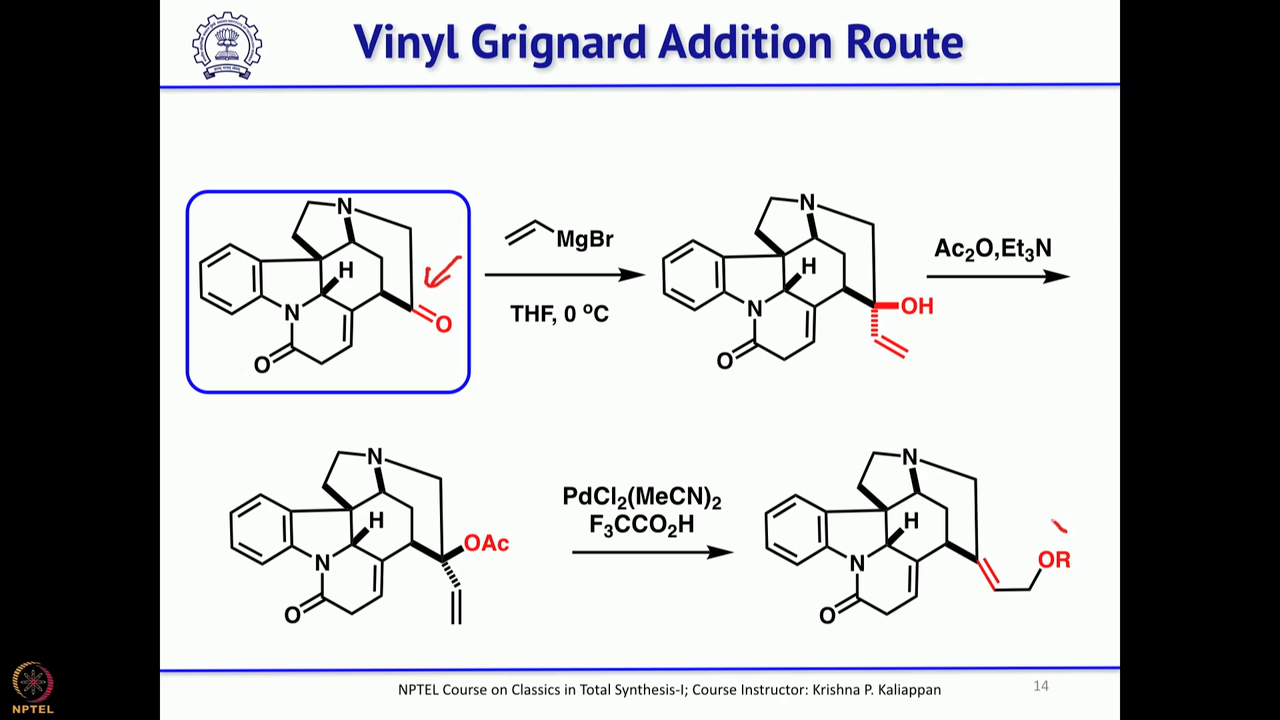 Vinyl Grignard Addition Route
N
H
N
O
O
MgBr
THF, 0 ºC
N
H
N
O
OH
Ac2O,Et3N
N
H
N
O
OAc
PdCl2(MeCN)2
F3CCO2H
N
H
N
O
OR
NPTEL Course on Classics in Total Synthesis-I; Course Instructor: Krishna P. Kaliappan
14
NPTEL